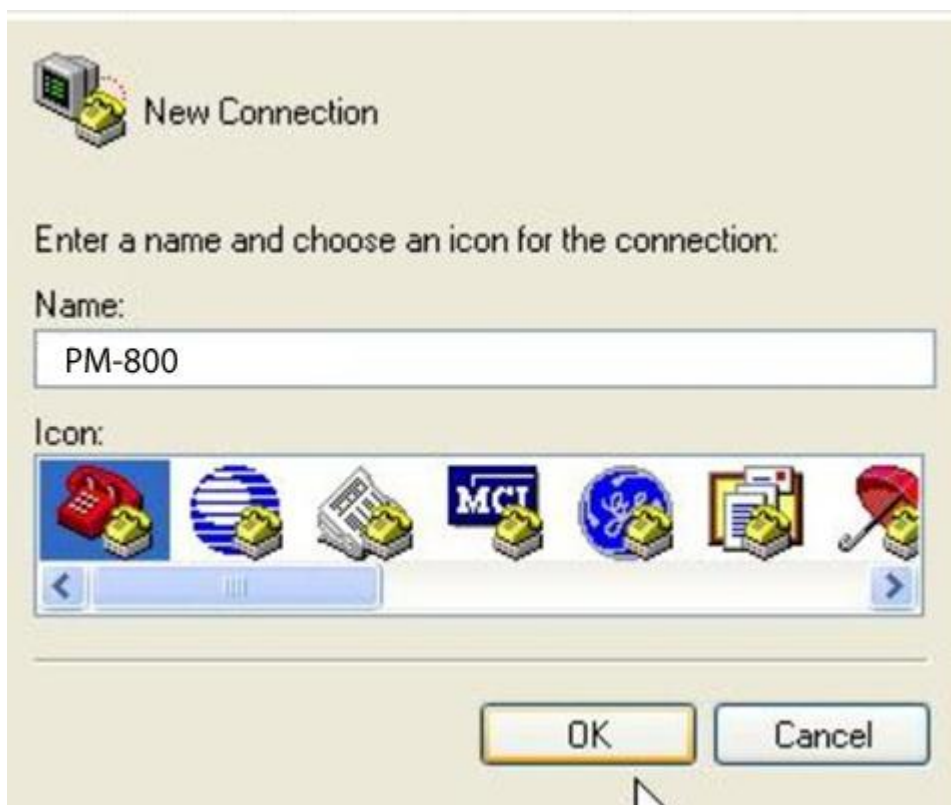 New Connection
Enter a name and choose an icon for the connection:
Name:
PM-800
Icon:
MCI
OK
Cancel